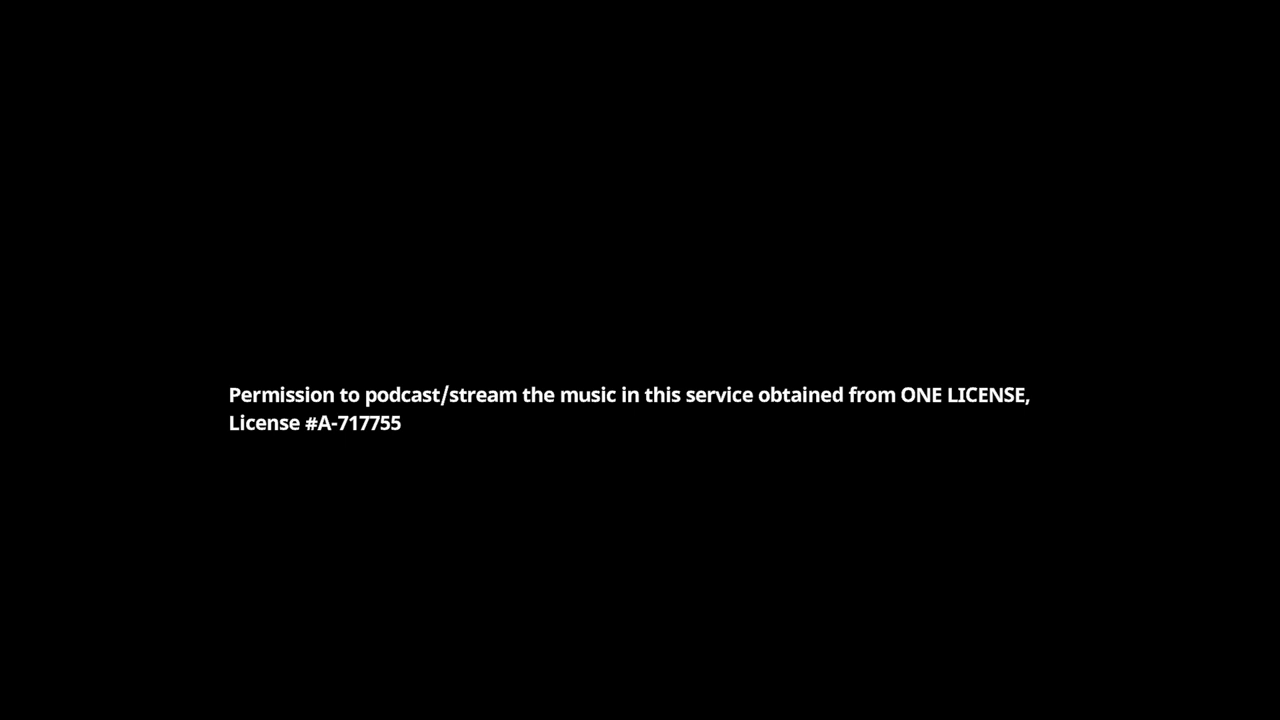 Permission to podcast/stream the music in this service obtained from ONE LICENSE,
License #A-717755